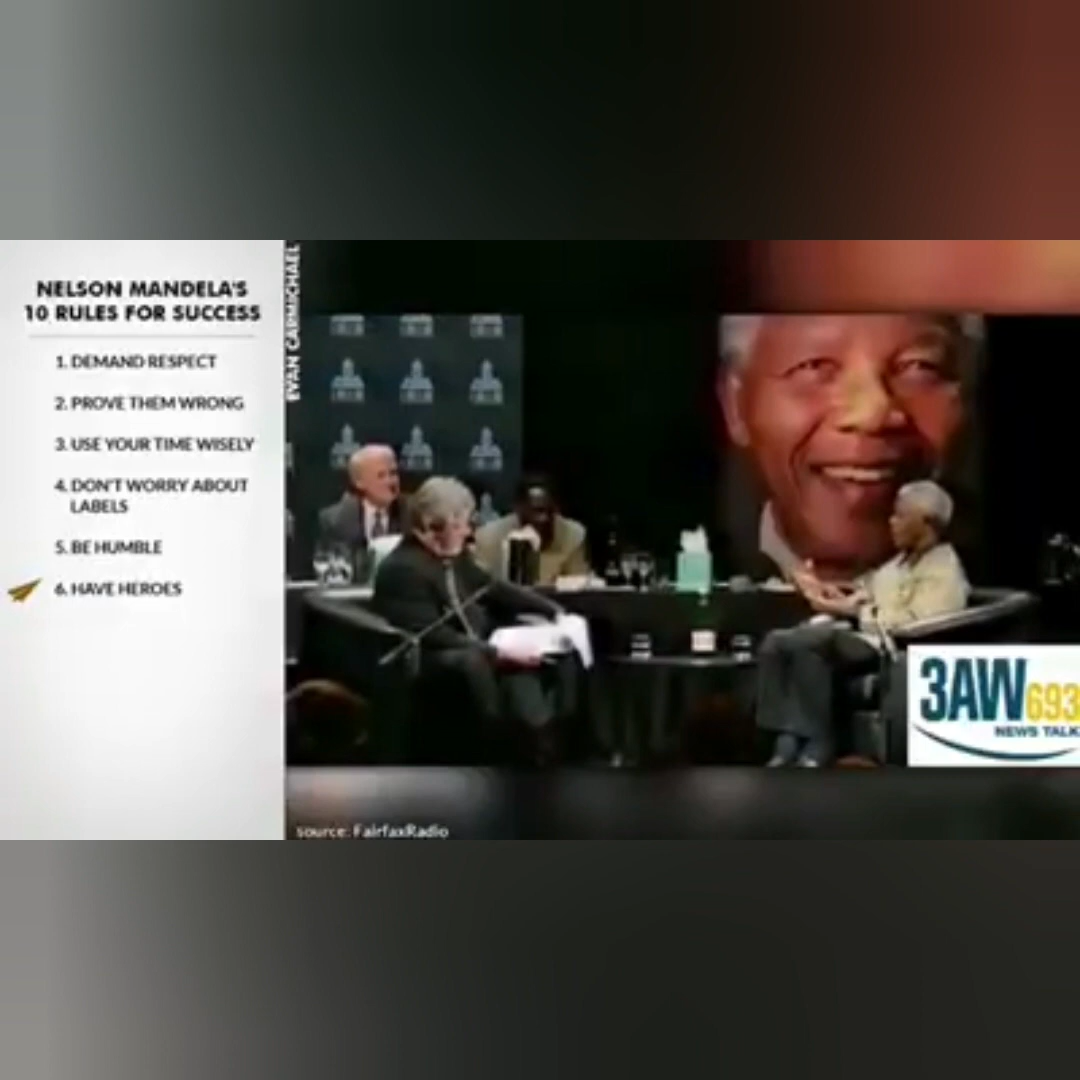 NELSON MANDELA'S
10 RULES FOR SUCCESS
1. DEMAND RESPECT
2. PROVE THEM WRONG
3. USE YOUR TIME WISELY
4. DON'T WORRY ABOUT
LABELS
5. BE HUMBLE
6. HAVE HEROES
EVAN CARMICHAEL
3AW693
NEWS TALK
source: FairfaxRadio